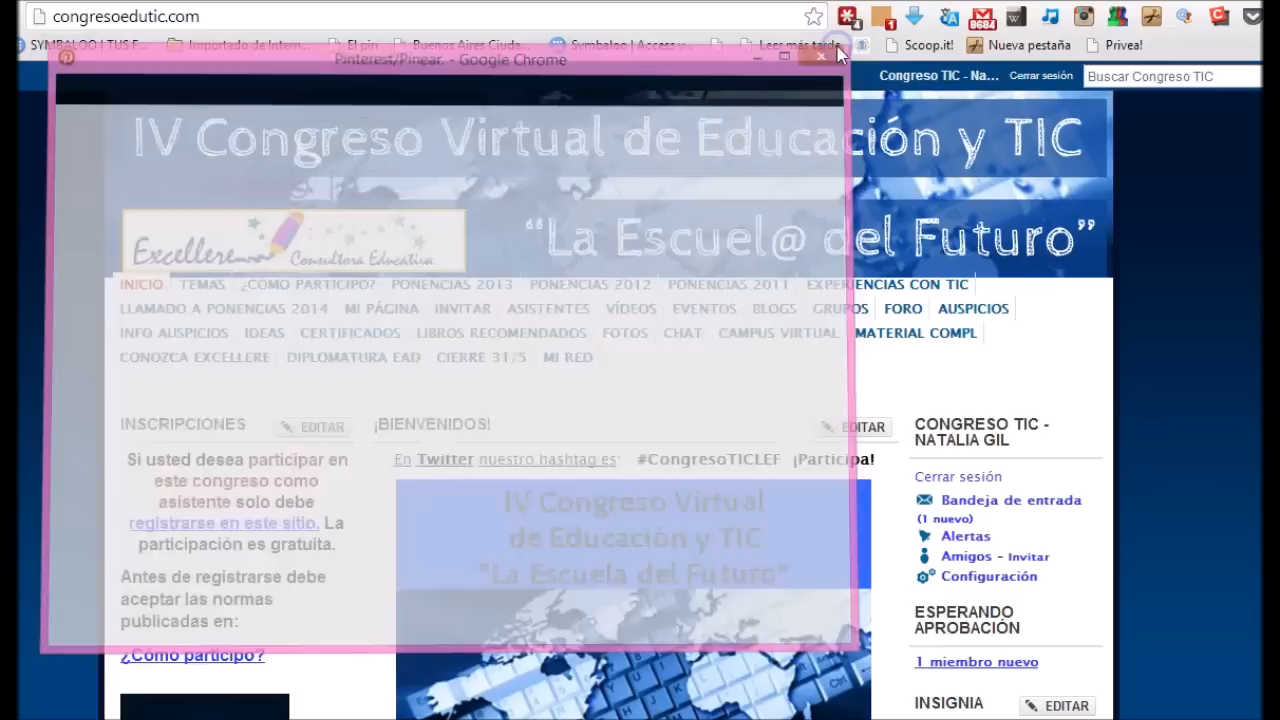 congresoedutic.com
4
1
9684
SYMBALOO | TUS F...
Importado de Intern...
El pin
Buenos Aires Ciuda...
Symbaloo | Access y...
Leer más tarde
Scoop.it!
Nueva pestaña
Privea!
Pinterest/Pinear. - Google Chrome
Congreso TIC - Na...
Cerrar sesión
Buscar Congreso TIC
IV Congreso Virtual de Educación y TIC
Excellere
Consultora Educativa
“La Escuel@ del Futuro”
INICIO TEMAS ¿CÓMO PARTICIPO? PONENCIAS 2013 PONENCIAS 2012 PONENCIAS 2011 EXPERIENCIAS CON TIC
LLAMADO A PONENCIAS 2014 MI PÁGINA INVITAR ASISTENTES VÍDEOS EVENTOS BLOGS GRUPOS FORO AUSPICIOS
INFO AUSPICIOS IDEAS CERTIFICADOS LIBROS RECOMENDADOS FOTOS CHAT CAMPUS VIRTUAL MATERIAL COMPL
CONOZCA EXCELLERE DIPLOMATURA EAD CIERRE 31/5 MI RED
INSCRIPCIONES
EDITAR
Si usted desea participar en
este congreso como
asistente solo debe
registrarse en este sitio. La
participación es gratuita.
Antes de registrarse debe
aceptar las normas
publicadas en:
¿Cómo participo?
¡BIENVENIDOS!
EDITAR
En Twitter nuestro hashtag es: #CongresoTICLEF ¡Participa!
IV Congreso Virtual
de Educación y TIC
"La Escuela del Futuro"
Ctrl
CONGRESO TIC -
NATALIA GIL
Cerrar sesión
Bandeja de entrada
(1 nuevo)
Alertas
Amigos - Invitar
Configuración
ESPERANDO
APROBACIÓN
1 miembro nuevo
INSIGNIA
EDITAR